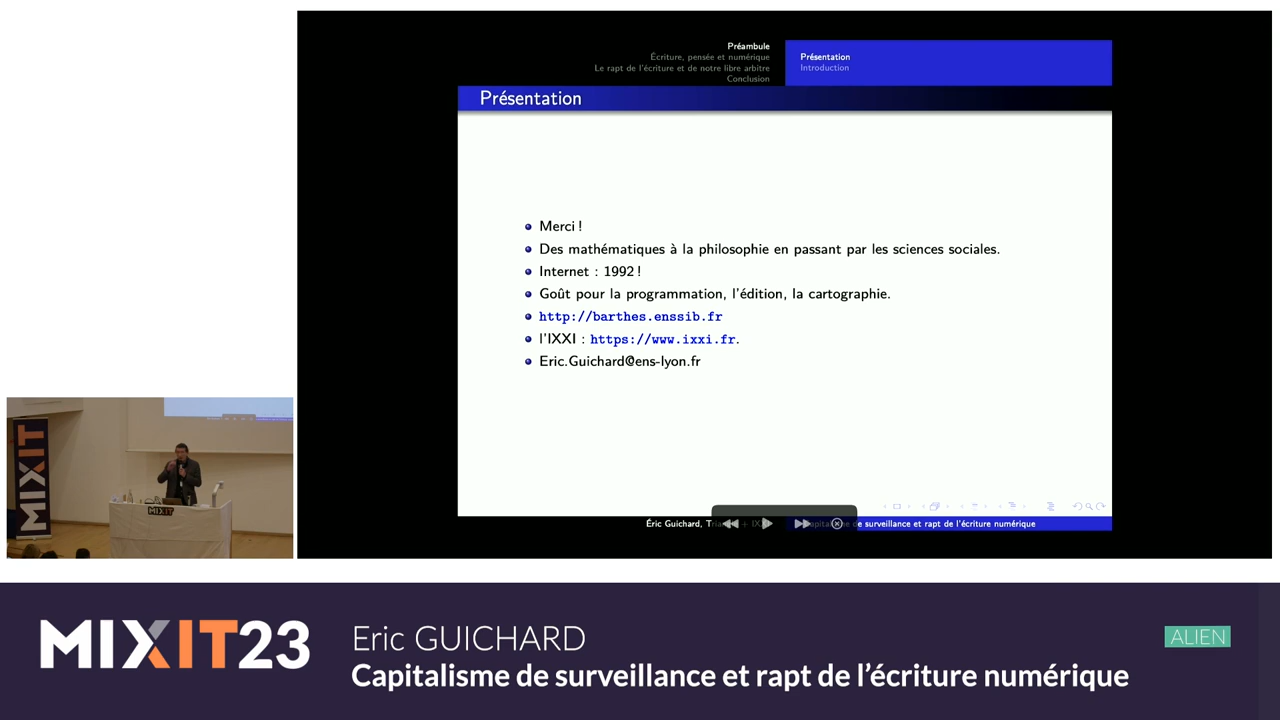 Préambule
Écriture, pensée et numérique
Le rapt de l'écriture et de notre libre arbitre
Conclusion
Présentation
Introduction
Présentation
Merci !
Des mathématiques à la philosophie en passant par les sciences sociales.
Internet : 1992 !
Goût pour la programmation, l'édition, la cartographie.
http://barthes.enssib.fr
l'IXXI : https://www.ixxi.fr.
Eric.Guichard@ens-lyon.fr
Éric Guichard,
de surveillance et rapt de l'écriture numérique
MIXIT
MIXIT
MIXIT23
Eric GUICHARD
ALIEN
Capitalisme de surveillance et rapt de l'écriture numérique